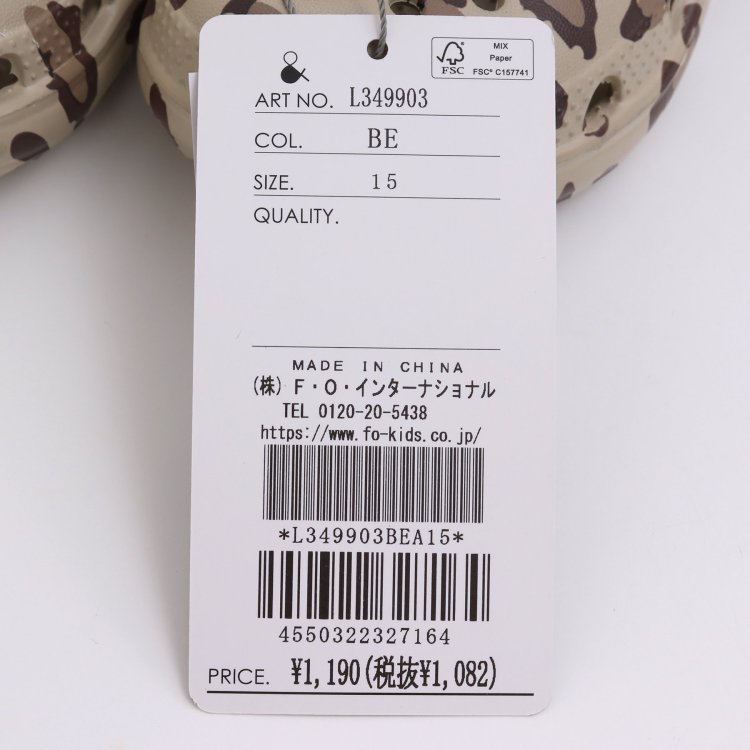 &
MIX
Paper
FSC
FSC® C157741
ART NO. L349903
COL. BE
SIZE. 15
QUALITY.
MADE IN CHINA
(株) F・O・インターナショナル
TEL 0120-20-5438
https://www.fo-kids.co.jp/
*L349903BEA15*
4550322327164
PRICE. ¥1,190(税抜¥1,082)